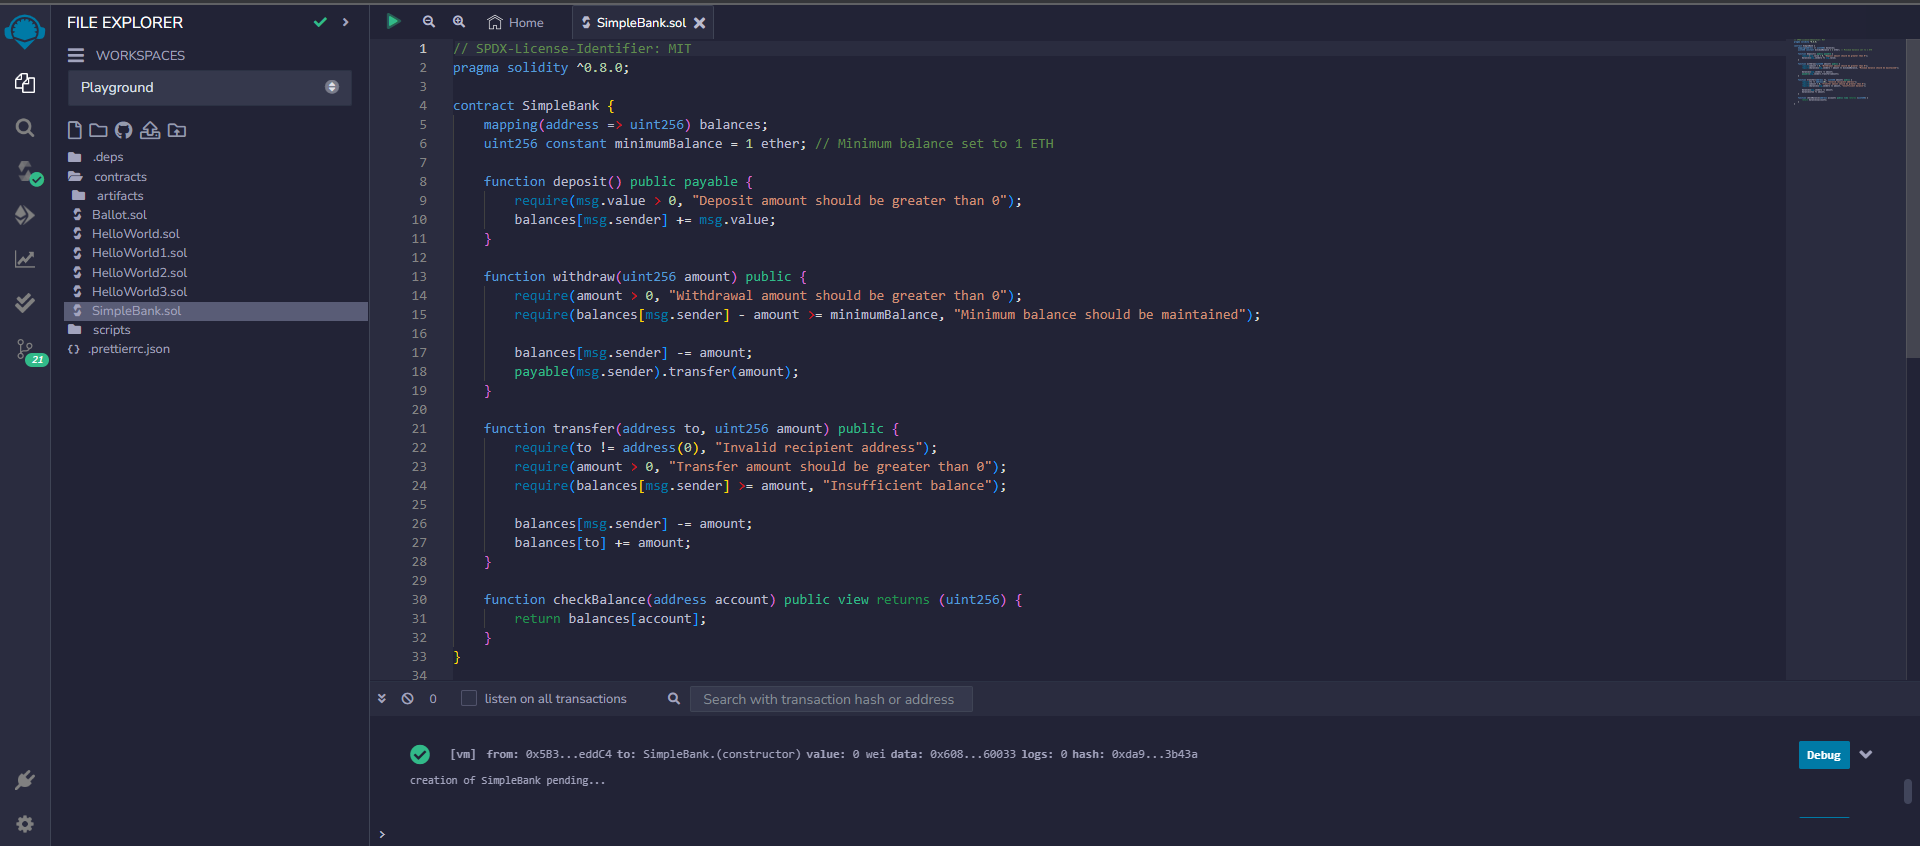 FILE EXPLORER
WORKSPACES
Playground
.deps
contracts
artifacts
Ballot.sol
HelloWorld.sol
HelloWorld1.sol
HelloWorld2.sol
HelloWorld3.sol
SimpleBank.sol
scripts
{} .prettierrc.json
21
Home
SimpleBank.sol
1 // SPDX-License-Identifier: MIT
2 pragma solidity ^0.8.0;
3
4 contract SimpleBank {
5 mapping(address => uint256) balances;
6 uint256 constant minimumBalance = 1 ether; // Minimum balance set to 1 ETH
7
8 function deposit() public payable {
9 require(msg.value > 0, "Deposit amount should be greater than 0");
10 balances[msg.sender] += msg.value;
11 }
12
13 function withdraw(uint256 amount) public {
14 require(amount > 0, "Withdrawal amount should be greater than 0");
15 require(balances[msg.sender] - amount >= minimumBalance, "Minimum balance should be maintained");
16
17 balances[msg.sender] -= amount;
18 payable(msg.sender).transfer(amount);
19 }
20
21 function transfer(address to, uint256 amount) public {
22 require(to != address(0), "Invalid recipient address");
23 require(amount > 0, "Transfer amount should be greater than 0");
24 require(balances[msg.sender] >= amount, "Insufficient balance");
25
26 balances[msg.sender] -= amount;
27 balances[to] += amount;
28 }
29
30 function checkBalance(address account) public view returns (uint256) {
31 return balances[account];
32 }
33 }
34
0 listen on all transactions
Search with transaction hash or address
[vm] from: 0x5B3...eddC4 to: SimpleBank.(constructor) value: 0 wei data: 0x608...60033 logs: 0 hash: 0xda9...3b43a
Debug
creation of SimpleBank pending...
>